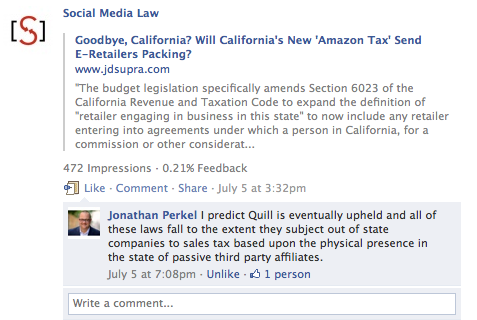 [S]
Social Media Law
Goodbye, California? Will California's New 'Amazon Tax' Send
E-Retailers Packing?
www.jdsupra.com
"The budget legislation specifically amends Section 6023 of the
California Revenue and Taxation Code to expand the definition of
"retailer engaging in business in this state" to now include any retailer
entering into agreements under which a person in California, for a
commission or other considerat...
472 Impressions · 0.21% Feedback
Like · Comment · Share · July 5 at 3:32pm
Jonathan Perkel I predict Quill is eventually upheld and all of
these laws fall to the extent they subject out of state
companies to sales tax based upon the physical presence in
the state of passive third party affiliates.
July 5 at 7:08pm · Unlike · 1 person
Write a comment...